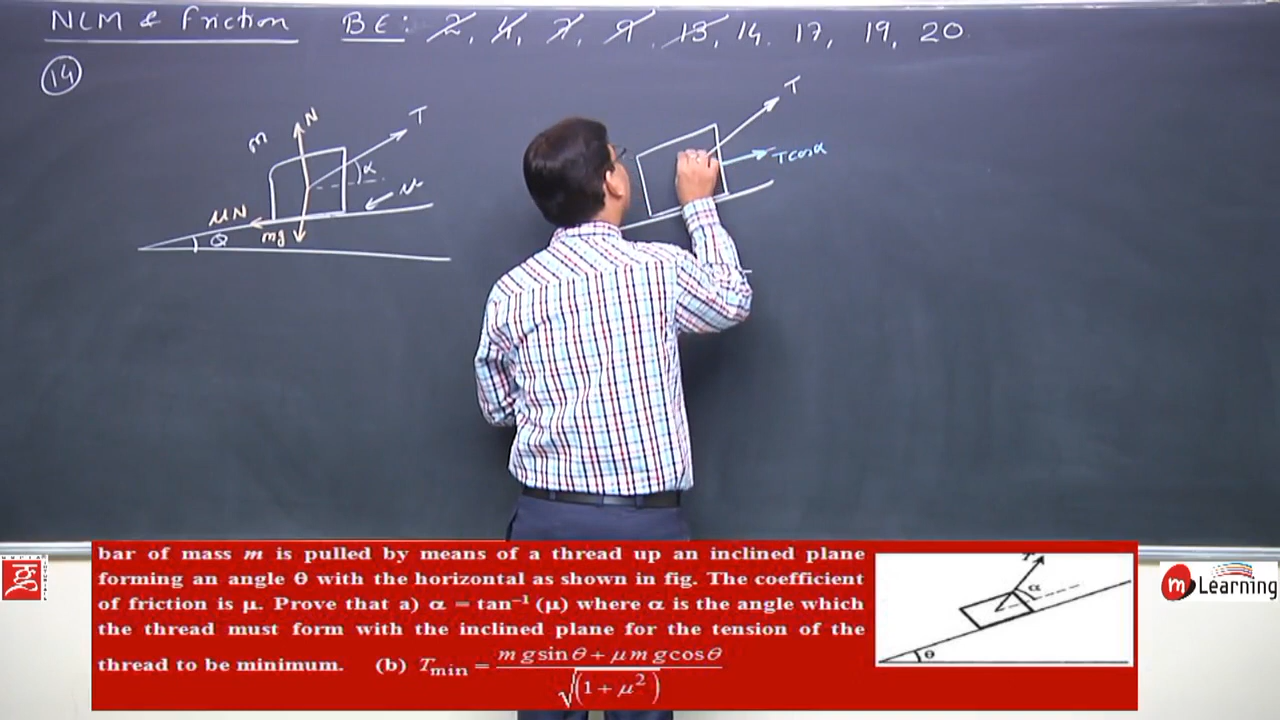 NLM & Friction BE: 2, 4, 7, 9, 13, 14. 17, 19, 20
14
m
N
T
α
μ
μN
θ
mg
T
Tcosα
bar of mass m is pulled by means of a thread up an inclined plane
forming an angle θ with the horizontal as shown in fig. The coefficient
of friction is μ. Prove that a) α = tan⁻¹ (μ) where α is the angle which
the thread must form with the inclined plane for the tension of the
thread to be minimum. (b) Tmin = (m g sin θ + μ m g cos θ) / √(1 + μ²)
α
θ
m Learning